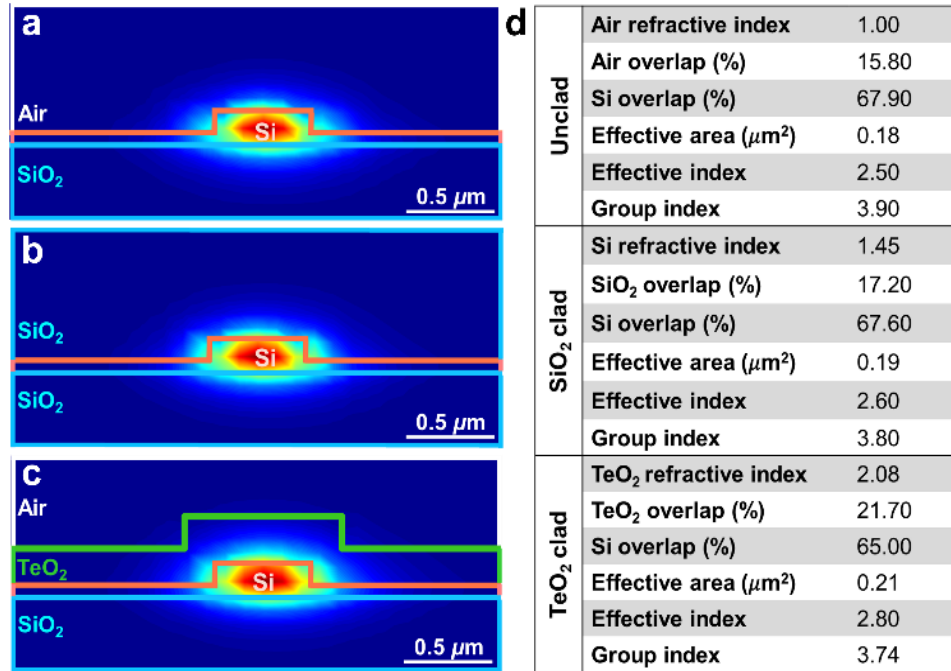 a
Air
Si
SiO₂
0.5 µm
b
SiO₂
Si
SiO₂
0.5 µm
c
Air
TeO₂
Si
SiO₂
0.5 µm
d
Unclad
Air refractive index 1.00
Air overlap (%) 15.80
Si overlap (%) 67.90
Effective area (µm²) 0.18
Effective index 2.50
Group index 3.90
SiO₂ clad
Si refractive index 1.45
SiO₂ overlap (%) 17.20
Si overlap (%) 67.60
Effective area (µm²) 0.19
Effective index 2.60
Group index 3.80
TeO₂ clad
TeO₂ refractive index 2.08
TeO₂ overlap (%) 21.70
Si overlap (%) 65.00
Effective area (µm²) 0.21
Effective index 2.80
Group index 3.74